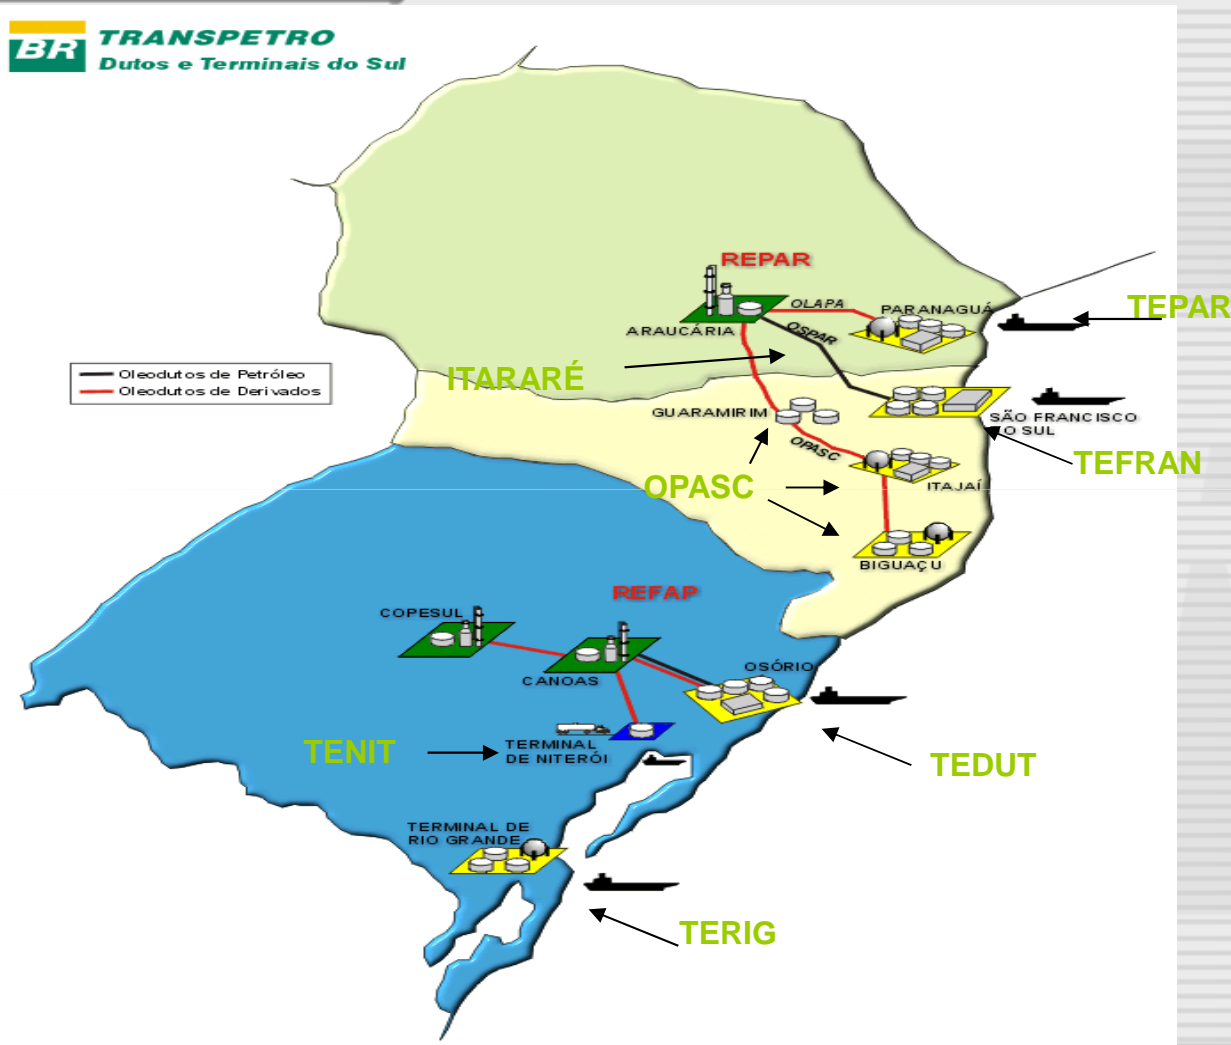 BR TRANSPETRO
Dutos e Terminais do Sul
REPAR
OLAPA
PARANAGUÁ
TEPAR
ARAUCÁRIA
OSPAR
Oleodutos de Petróleo
Oleodutos de Derivados
ITARARÉ
GUARAMIRIM
SÃO FRANCISCO
DO SUL
OPASC
TEFRAN
OPASC
ITAJAÍ
BIGUAÇU
REFAP
COPESUL
OSÓRIO
CANOAS
TENIT
TERMINAL
DE NITERÓI
TEDUT
TERMINAL DE
RIO GRANDE
TERIG